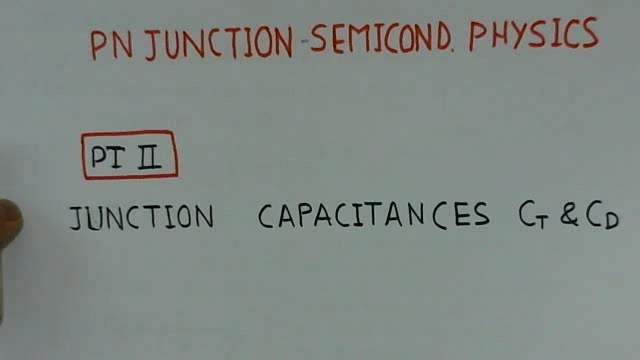 PN JUNCTION-SEMICOND. PHYSICS
PT II
JUNCTION CAPACITANCES CT & CD